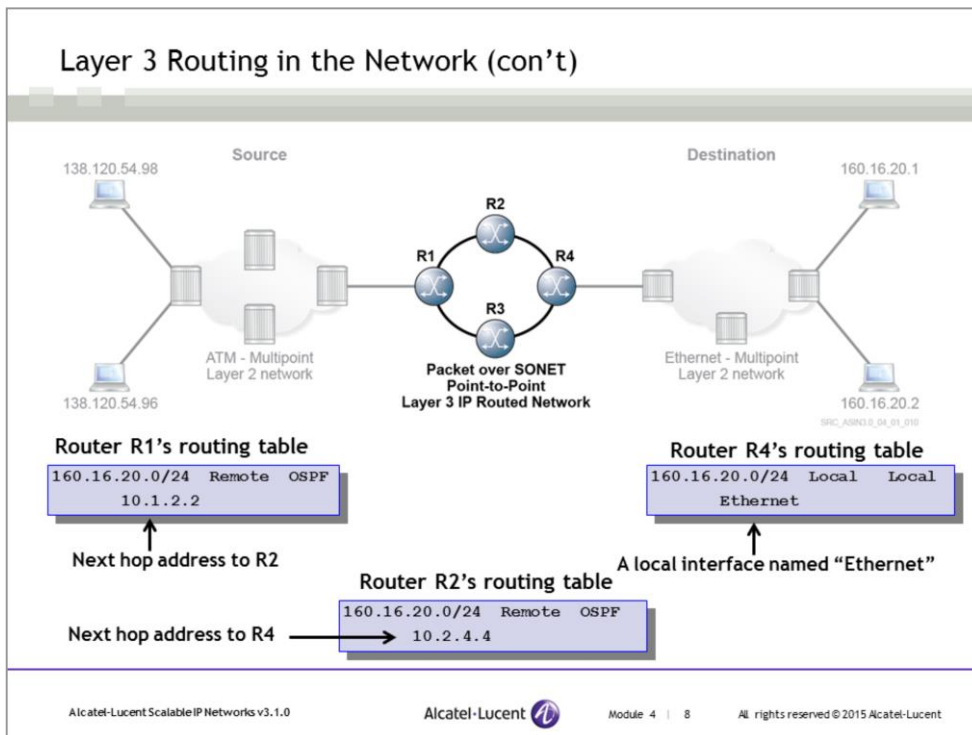 Layer 3 Routing in the Network (con't)
Source
Destination
138.120.54.98
160.16.20.1
R2
R1
R4
R3
ATM - Multipoint
Layer 2 network
Packet over SONET
Point-to-Point
Layer 3 IP Routed Network
Ethernet - Multipoint
Layer 2 network
138.120.54.96
160.16.20.2
SRC_ASIN3.0_04_01_010
Router R1's routing table
160.16.20.0/24 Remote OSPF
10.1.2.2
Next hop address to R2
Router R4's routing table
160.16.20.0/24 Local Local
Ethernet
A local interface named “Ethernet”
Router R2's routing table
160.16.20.0/24 Remote OSPF
10.2.4.4
Next hop address to R4
Alcatel-Lucent Scalable IP Networks v3.1.0
Alcatel·Lucent
Module 4 | 8
All rights reserved © 2015 Alcatel-Lucent